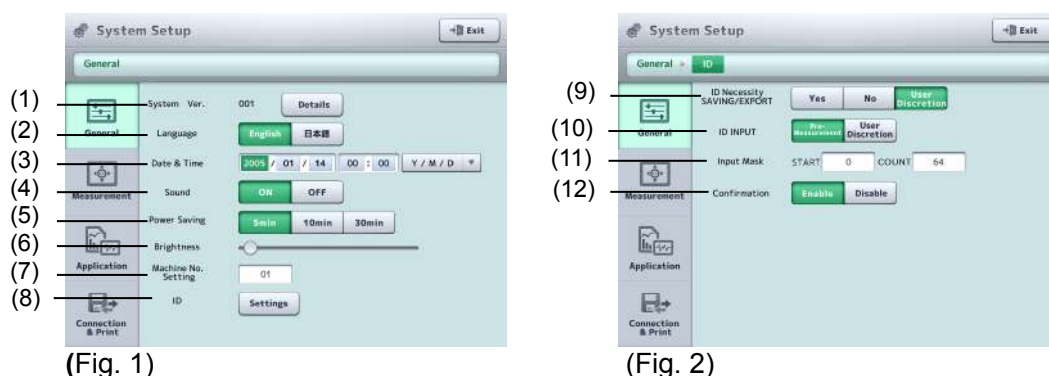 System Setup
Exit
General
(1) System Ver. 001 Details
General
(2) Language English 日本語
(3) Date & Time 2005 / 01 / 14 00 : 00 Y / M / D
Measurement
(4) Sound ON OFF
(5) Power Saving 5min 10min 30min
(6) Brightness
Application
(7) Machine No. Setting 01
(8) ID Settings
Connection & Print
(Fig. 1)
System Setup
Exit
General ID
(9) ID Necessity SAVING/EXPORT Yes No User Discretion
General
(10) ID INPUT Pre-Measurement User Discretion
(11) Input Mask START 0 COUNT 64
Measurement
(12) Confirmation Enable Disable
Application
Connection & Print
(Fig. 2)